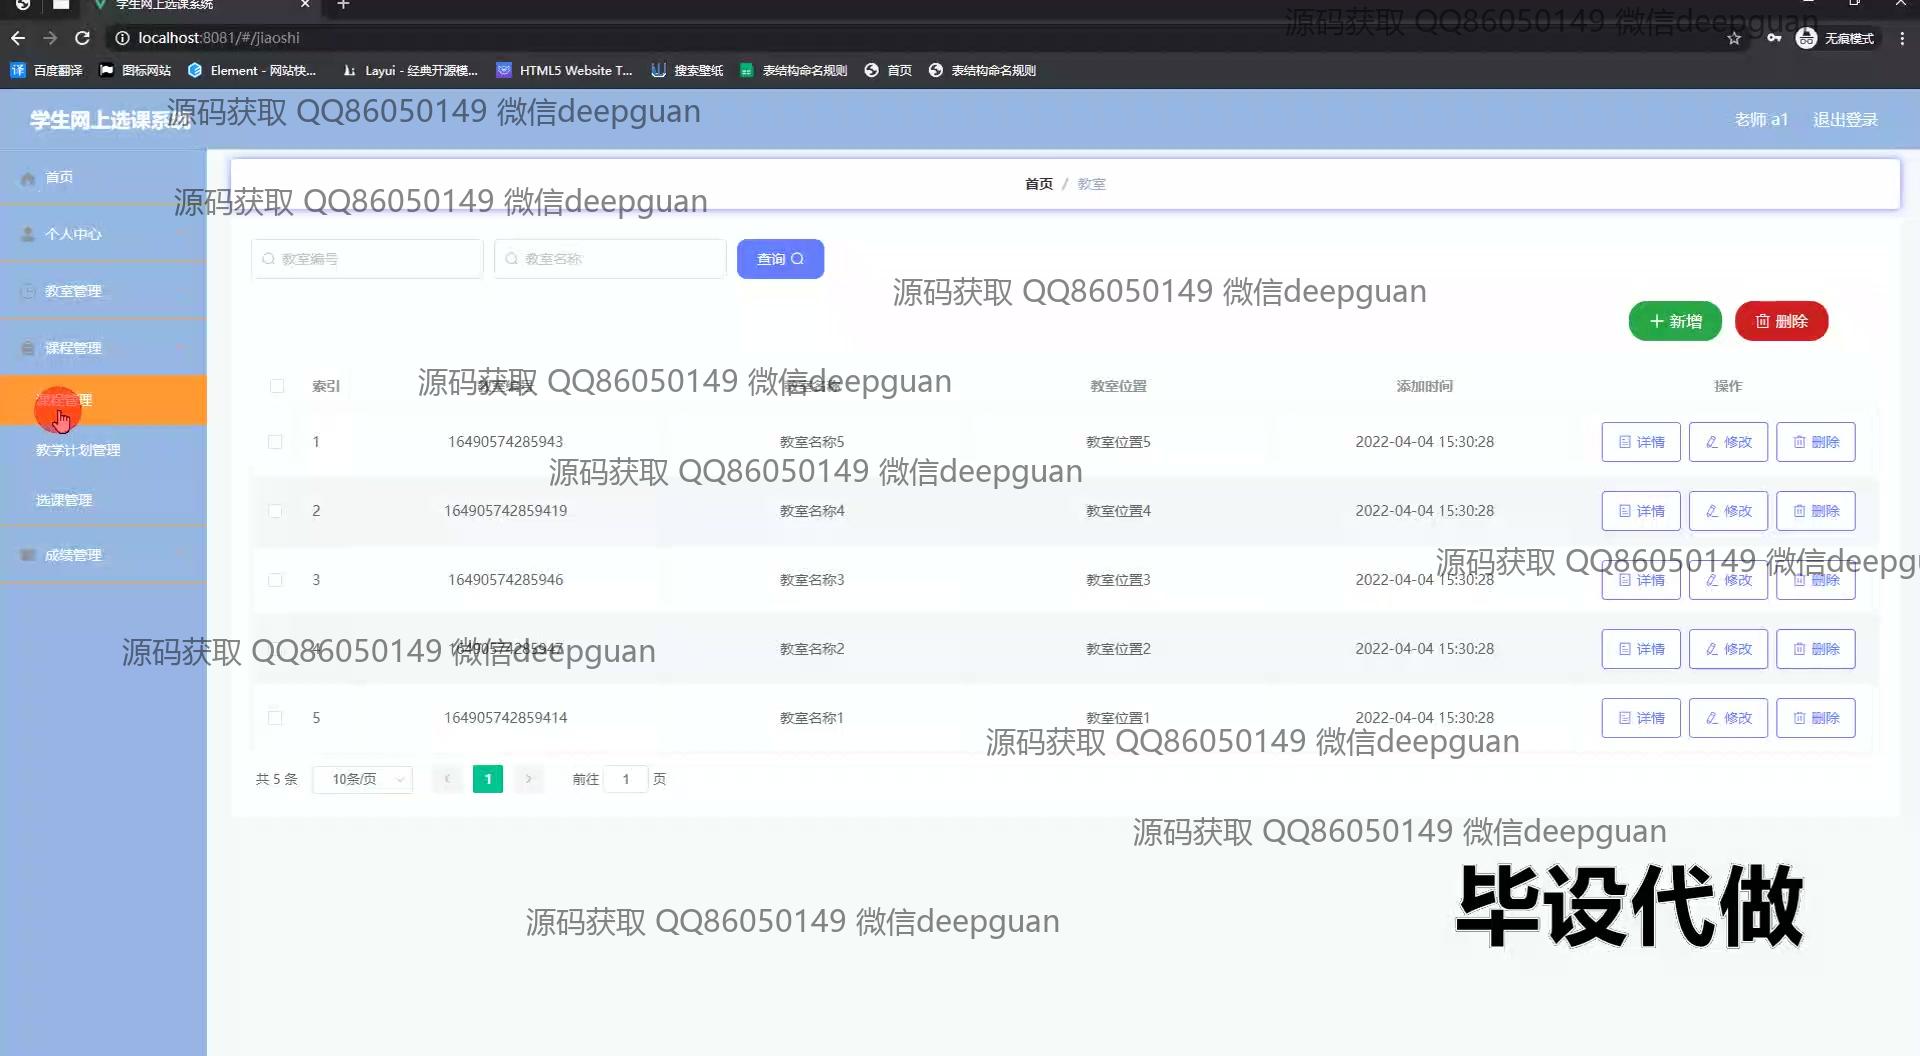 学生网上选课系统
localhost:8081/#/jiaoshi
无痕模式
百度翻译 图标网站 Element - 网站快... Layui - 经典开源模... HTML5 Website T... 搜索壁纸 表结构命名规则 首页 表结构命名规则
源码获取 QQ86050149 微信deepguan
学生网上选课系统
源码获取 QQ86050149 微信deepguan
老师 a1 退出登录
首页
个人中心
教室管理
课程管理
课程管理
教学计划管理
选课管理
成绩管理
首页 / 教室
源码获取 QQ86050149 微信deepguan
教室编号 教室名称 查询
源码获取 QQ86050149 微信deepguan
新增 删除
索引 教室编号 教室名称 教室位置 添加时间 操作
源码获取 QQ86050149 微信deepguan
1 16490574285943 教室名称5 教室位置5 2022-04-04 15:30:28 详情 修改 删除
源码获取 QQ86050149 微信deepguan
2 164905742859419 教室名称4 教室位置4 2022-04-04 15:30:28 详情 修改 删除
源码获取 QQ86050149 微信deepgu
3 16490574285946 教室名称3 教室位置3 2022-04-04 15:30:28 详情 修改 删除
4 16490574285947 教室名称2 教室位置2 2022-04-04 15:30:28 详情 修改 删除
源码获取 QQ86050149 微信deepguan
5 164905742859414 教室名称1 教室位置1 2022-04-04 15:30:28 详情 修改 删除
源码获取 QQ86050149 微信deepguan
共 5 条 10条/页 1 前往 1 页
源码获取 QQ86050149 微信deepguan
毕设代做
源码获取 QQ86050149 微信deepguan